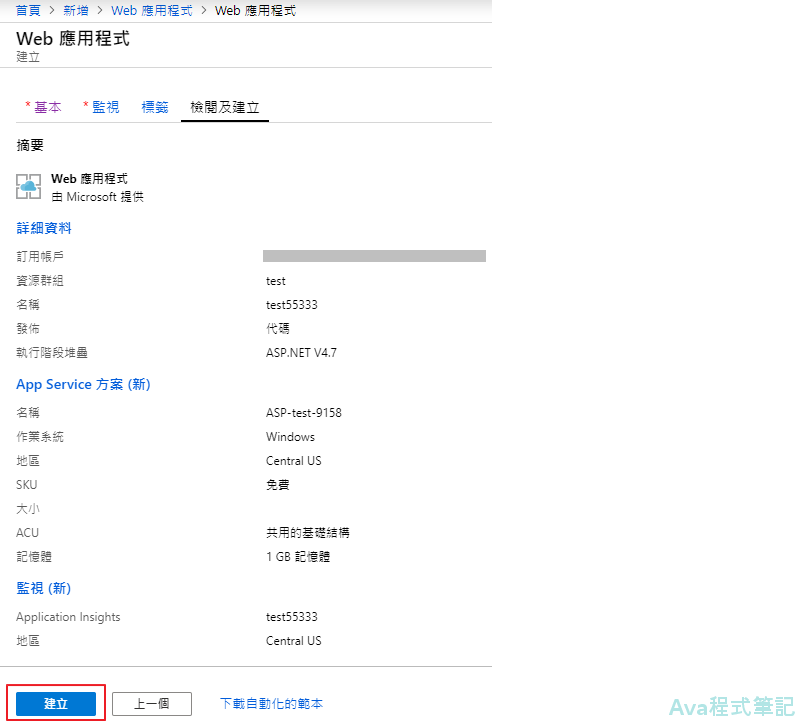 首頁 > 新增 > Web 應用程式 > Web 應用程式
Web 應用程式
建立
* 基本 * 監視 標籤 檢閱及建立
摘要
Web 應用程式
由 Microsoft 提供
詳細資料
訂用帳戶
資源群組 test
名稱 test55333
發佈 代碼
執行階段堆疊 ASP.NET V4.7
App Service 方案 (新)
名稱 ASP-test-9158
作業系統 Windows
地區 Central US
SKU 免費
大小
ACU 共用的基礎結構
記憶體 1 GB 記憶體
監視 (新)
Application Insights test55333
地區 Central US
建立 上一個 下載自動化的範本
Ava程式筆記